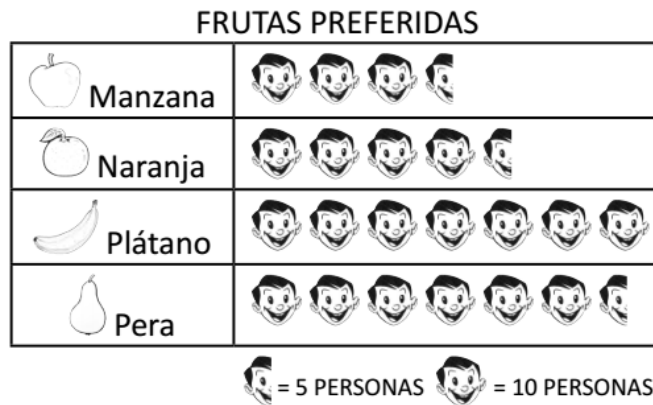 FRUTAS PREFERIDAS
Manzana
Naranja
Plátano
Pera
= 5 PERSONAS = 10 PERSONAS